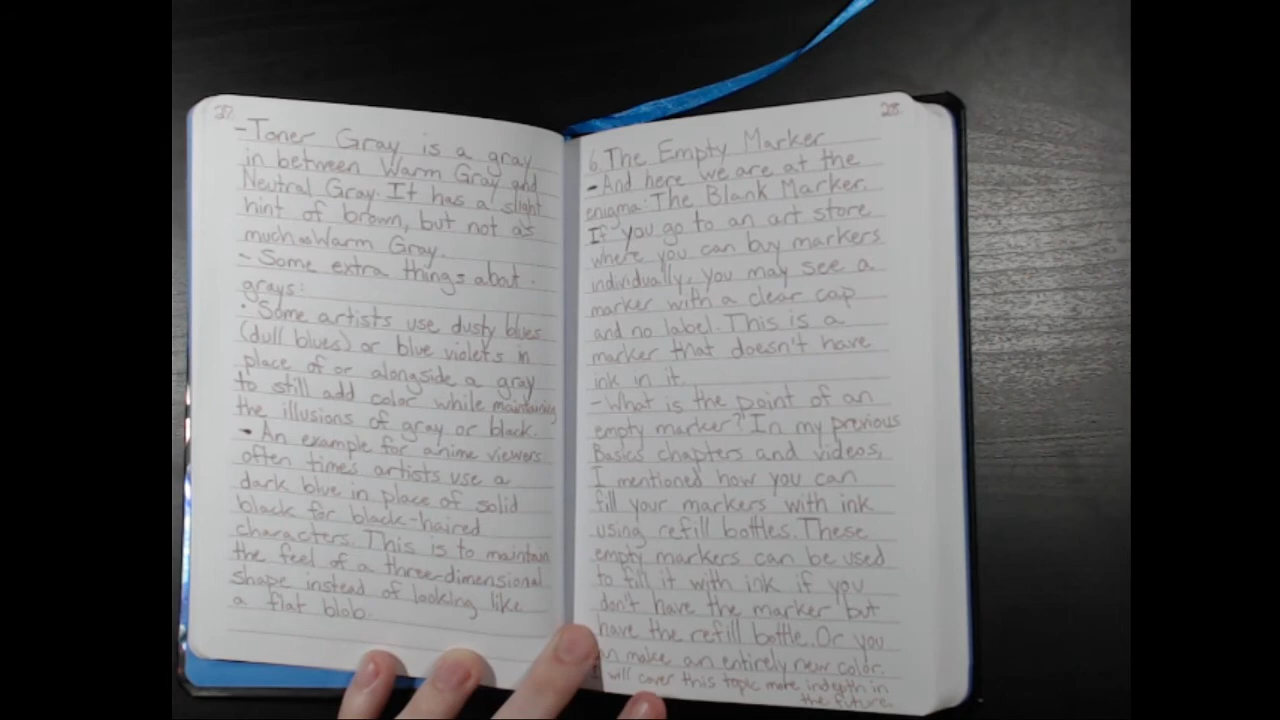 27.
-Toner Gray is a gray
in between Warm Gray and
Neutral Gray. It has a slight
hint of brown, but not as
much as Warm Gray.
- Some extra things about
grays:
· Some artists use dusty blues
(dull blues) or blue violets in
place of or alongside a gray
to still add color while maintaining
the illusions of gray or black.
- An example for anime viewers
often times artists use a
dark blue in place of solid
black for black-haired
characters. This is to maintain
the feel of a three-dimensional
shape instead of looking like
a flat blob.
28.
6. The Empty Marker
-And here we are at the
enigma: The Blank Marker.
If you go to an art store
where you can buy markers
individually, you may see a
marker with a clear cap
and no label. This is a
marker that doesn't have
ink in it.
-What is the point of an
empty marker? In my previous
Basics chapters and videos,
I mentioned how you can
fill your markers with ink
using refill bottles. These
empty markers can be used
to fill it with ink if you
don't have the marker but
have the refill bottle. Or you
can make an entirely new color.
I will cover this topic more indepth in
the future.